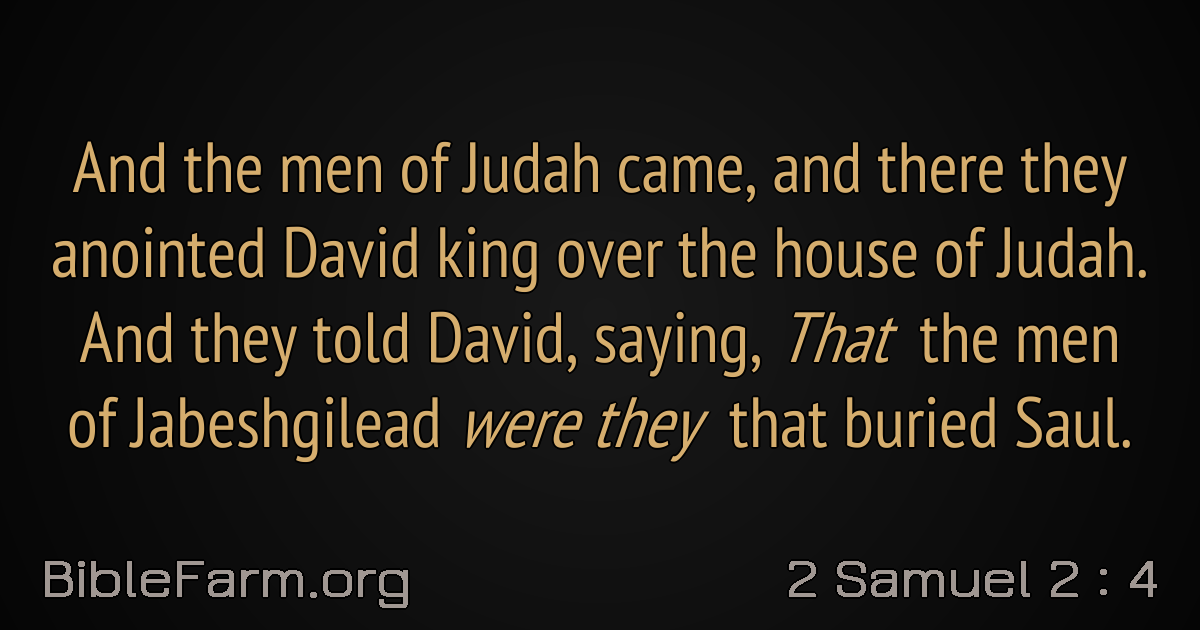 And the men of Judah came, and there they
anointed David king over the house of Judah.
And they told David, saying, That the men
of Jabeshgilead were they that buried Saul.
BibleFarm.org
2 Samuel 2 : 4